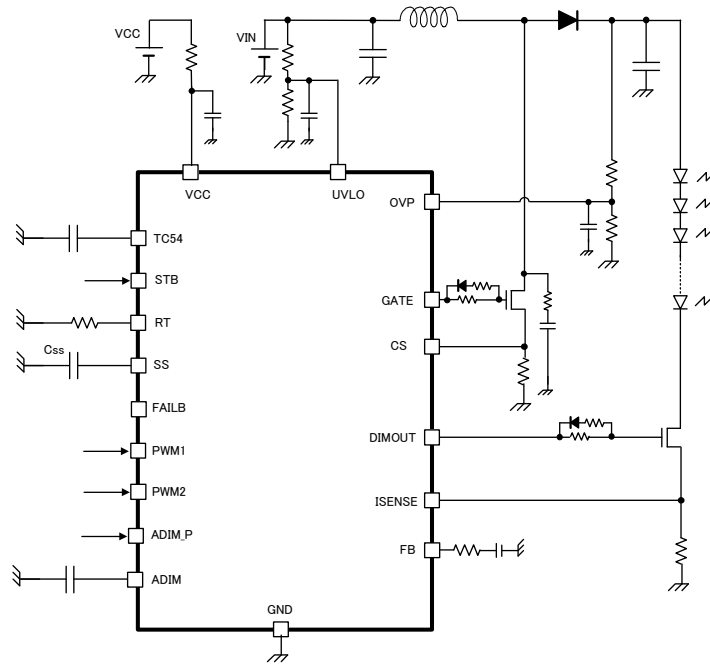 VCC
VIN
VCC
UVLO
OVP
TC54
STB
GATE
RT
CS
Css
SS
FAILB
DIMOUT
PWM1
PWM2
ISENSE
ADIM_P
FB
ADIM
GND